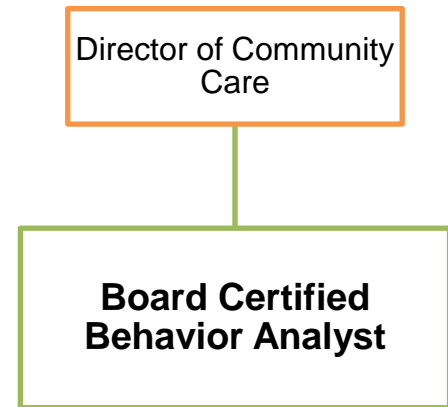 Director of Community
Care
Board Certified
Behavior Analyst